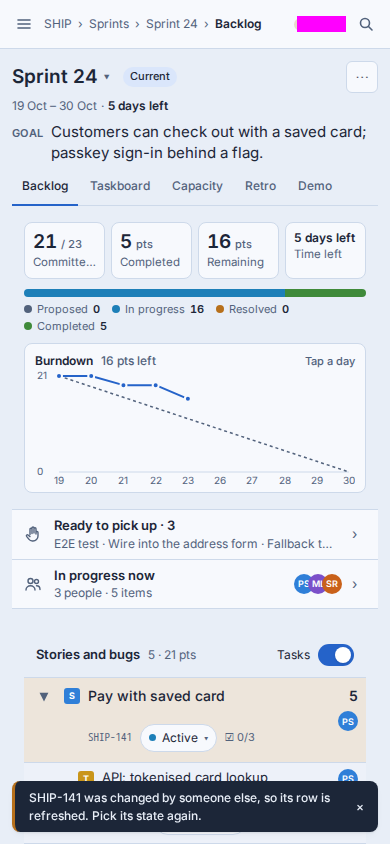 SHIP › Sprints › Sprint 24 › Backlog
Sprint 24 ▾ Current ...
19 Oct – 30 Oct · 5 days left
GOAL Customers can check out with a saved card;
passkey sign-in behind a flag.
Backlog Taskboard Capacity Retro Demo
21 / 23 5 pts 16 pts 5 days left
Committe... Completed Remaining Time left
Proposed 0 In progress 16 Resolved 0
Completed 5
Burndown 16 pts left Tap a day
21
0
19 20 21 22 23 26 27 28 29 30
Ready to pick up · 3
E2E test · Wire into the address form · Fallback t...
In progress now
3 people · 5 items
PS ML SR
Stories and bugs 5 · 21 pts Tasks
S Pay with saved card 5
PS
SHIP-141 Active ▾ ☑ 0/3
T API: tokenised card lookup PS
SHIP-141 was changed by someone else, so its row is
refreshed. Pick its state again. ×